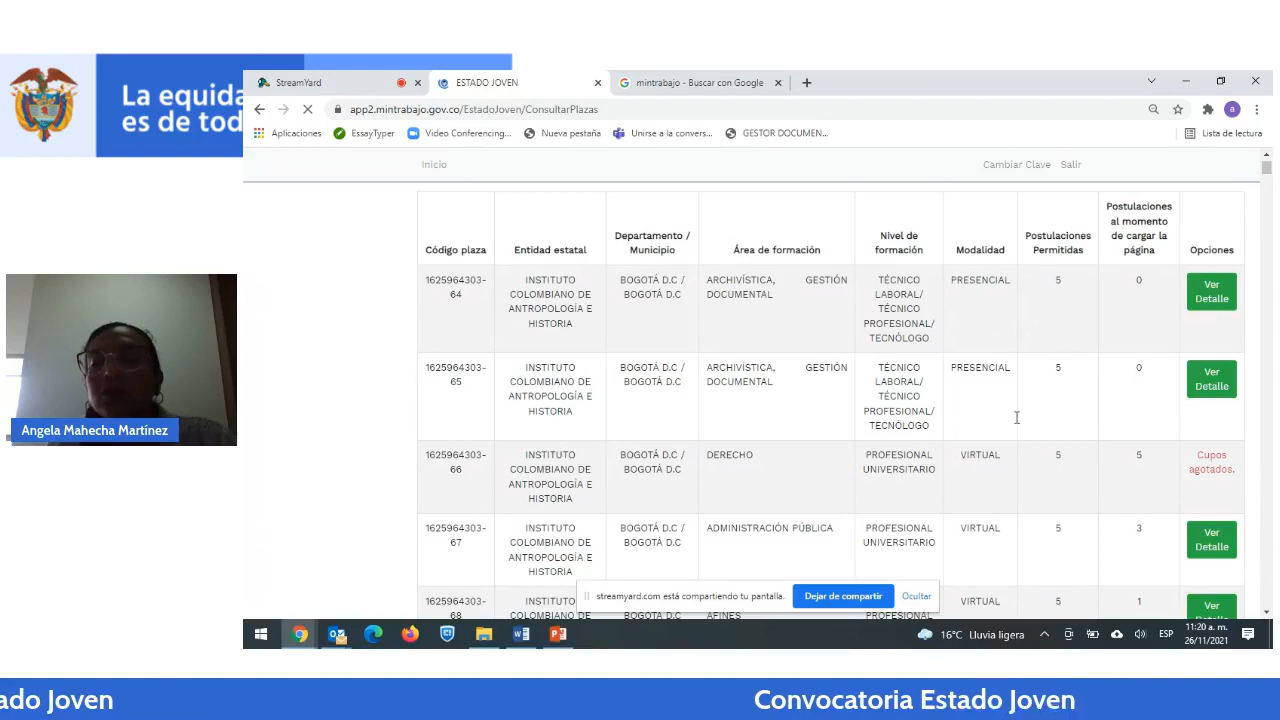 La equida
es de tod
StreamYard
ESTADO JOVEN
mintrabajo - Buscar con Google
app2.mintrabajo.gov.co/EstadoJoven/ConsultarPlazas
a
Aplicaciones
EssayTyper
Video Conferencing...
Nueva pestaña
Unirse a la convers...
GESTOR DOCUMEN...
Lista de lectura
Inicio
Cambiar Clave Salir
Código plaza
Entidad estatal
Departamento /
Municipio
Área de formación
Nivel de
formación
Modalidad
Postulaciones
Permitidas
Postulaciones
al momento
de cargar la
página
Opciones
1625964303-
64
INSTITUTO
COLOMBIANO DE
ANTROPOLOGÍA E
HISTORIA
BOGOTÁ D.C /
BOGOTÁ D.C
ARCHIVÍSTICA, GESTIÓN
DOCUMENTAL
TÉCNICO
LABORAL/
TÉCNICO
PROFESIONAL/
TECNÓLOGO
PRESENCIAL
5
0
Ver
Detalle
1625964303-
65
INSTITUTO
COLOMBIANO DE
ANTROPOLOGÍA E
HISTORIA
BOGOTÁ D.C /
BOGOTÁ D.C
ARCHIVÍSTICA, GESTIÓN
DOCUMENTAL
TÉCNICO
LABORAL/
TÉCNICO
PROFESIONAL/
TECNÓLOGO
PRESENCIAL
5
0
Ver
Detalle
1625964303-
66
INSTITUTO
COLOMBIANO DE
ANTROPOLOGÍA E
HISTORIA
BOGOTÁ D.C /
BOGOTÁ D.C
DERECHO
PROFESIONAL
UNIVERSITARIO
VIRTUAL
5
5
Cupos
agotados.
1625964303-
67
INSTITUTO
COLOMBIANO DE
ANTROPOLOGÍA E
HISTORIA
BOGOTÁ D.C /
BOGOTÁ D.C
ADMINISTRACIÓN PÚBLICA
PROFESIONAL
UNIVERSITARIO
VIRTUAL
5
3
Ver
Detalle
1625964303-
68
INSTITUTO
COLOMBIANO DE
BOGOTÁ D.C
AFINES
PROFESIONAL
VIRTUAL
5
1
Ver
Detalle
streamyard.com está compartiendo tu pantalla.
Dejar de compartir
Ocultar
Angela Mahecha Martínez
16°C Lluvia ligera
ESP
11:20 a. m.
26/11/2021
ado Joven
Convocatoria Estado Joven